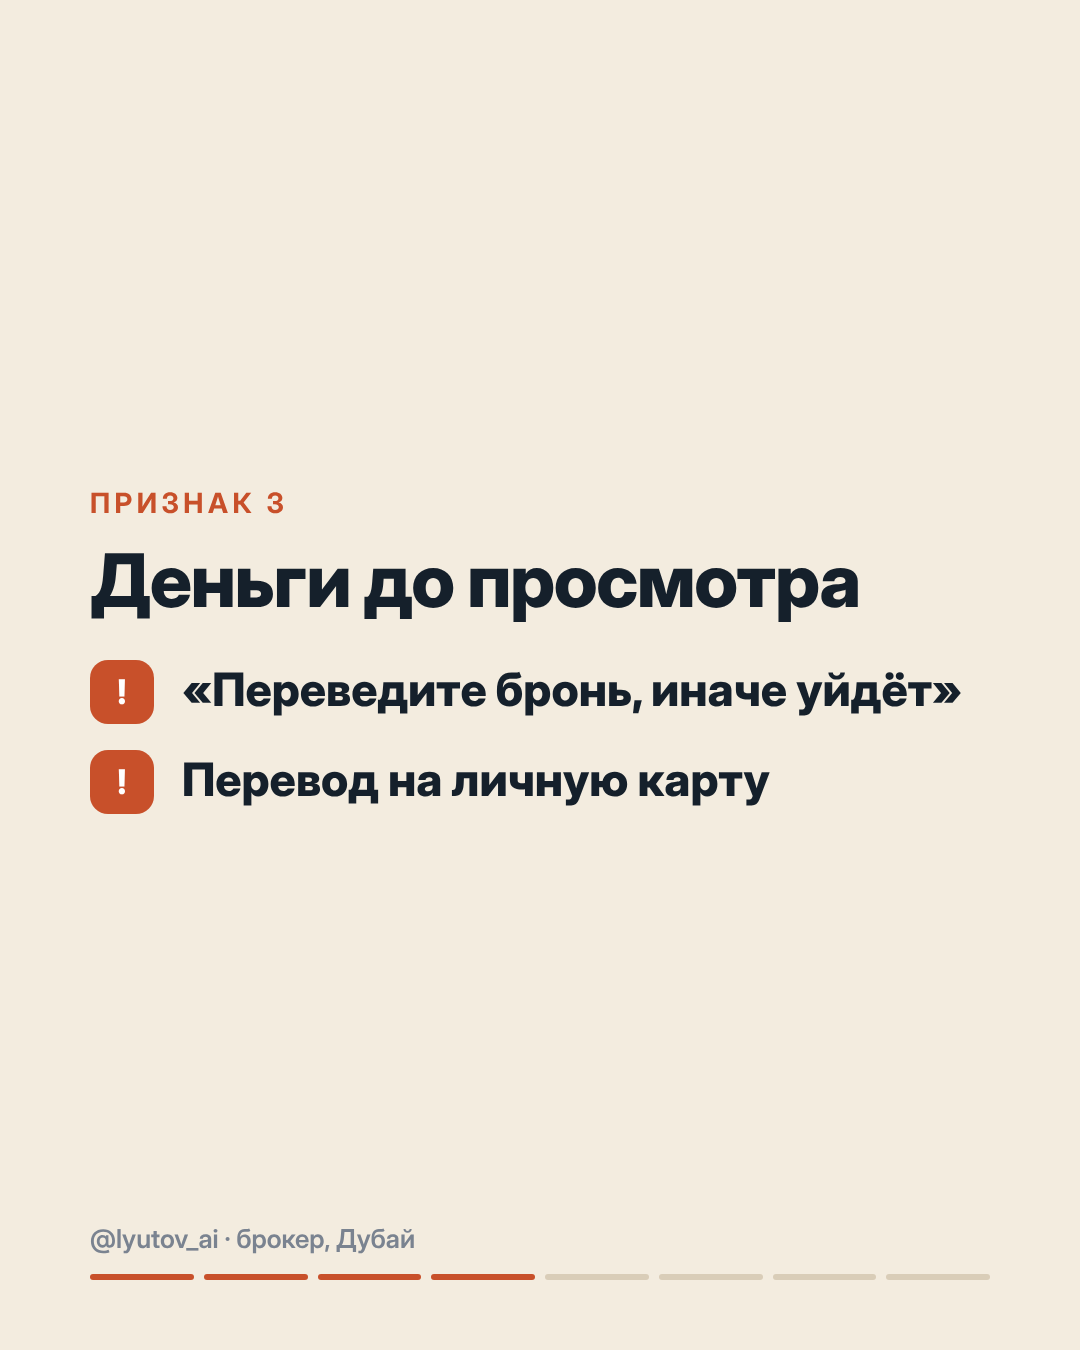 ПРИЗНАК 3
Деньги до просмотра
! «Переведите бронь, иначе уйдёт»
! Перевод на личную карту
@lyutov_ai · брокер, Дубай